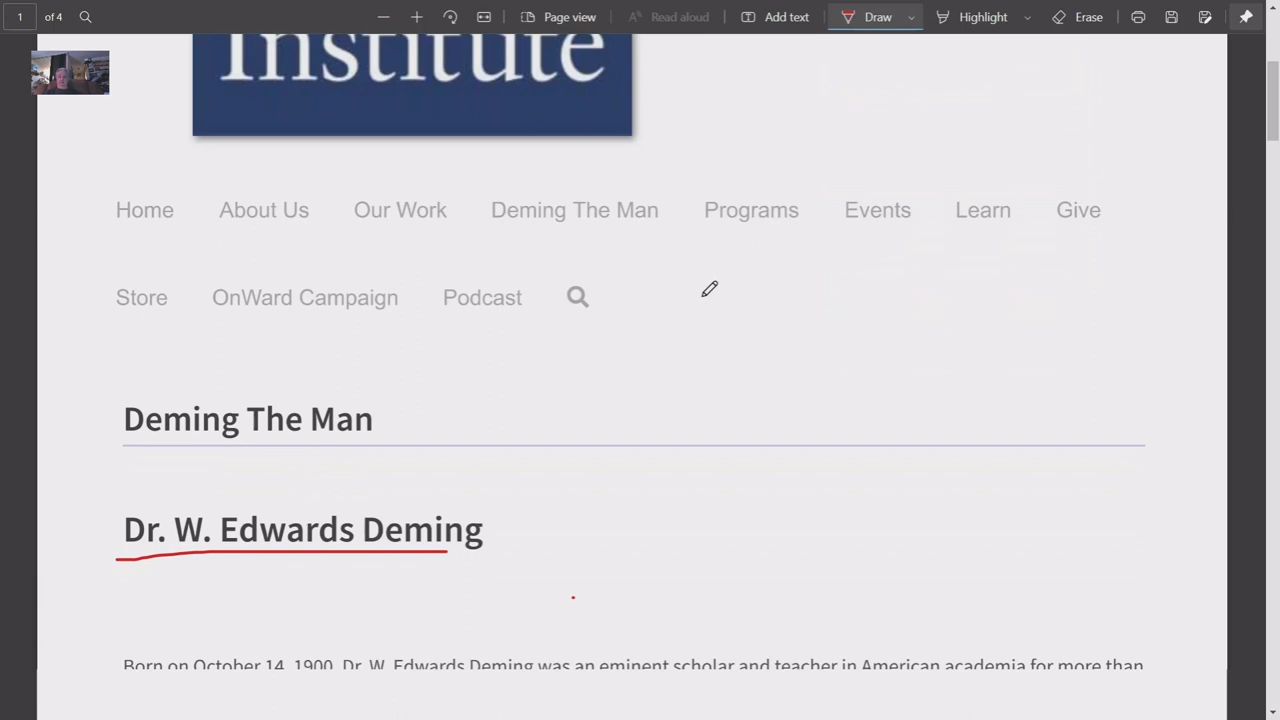 1 of 4 Page view Read aloud Add text Draw Highlight Erase
Institute
Home About Us Our Work Deming The Man Programs Events Learn Give
Store OnWard Campaign Podcast
Deming The Man
Dr. W. Edwards Deming
Born on October 14, 1900, Dr. W. Edwards Deming was an eminent scholar and teacher in American academia for more than